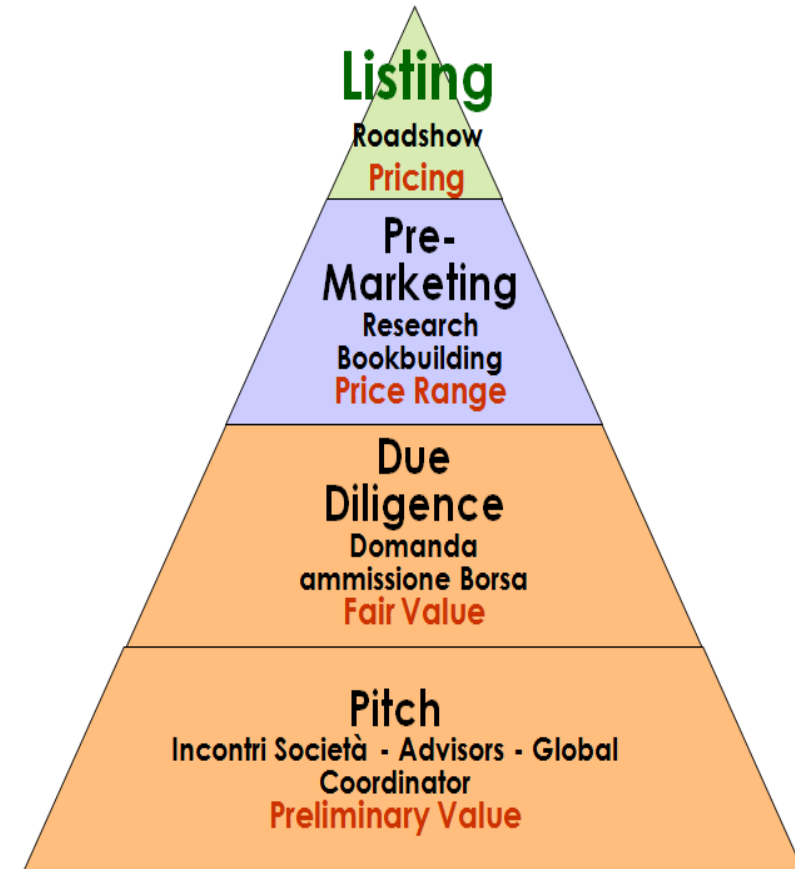 Listing
Roadshow
Pricing
Pre-
Marketing
Research
Bookbuilding
Price Range
Due
Diligence
Domanda
ammissione Borsa
Fair Value
Pitch
Incontri Società - Advisors - Global
Coordinator
Preliminary Value